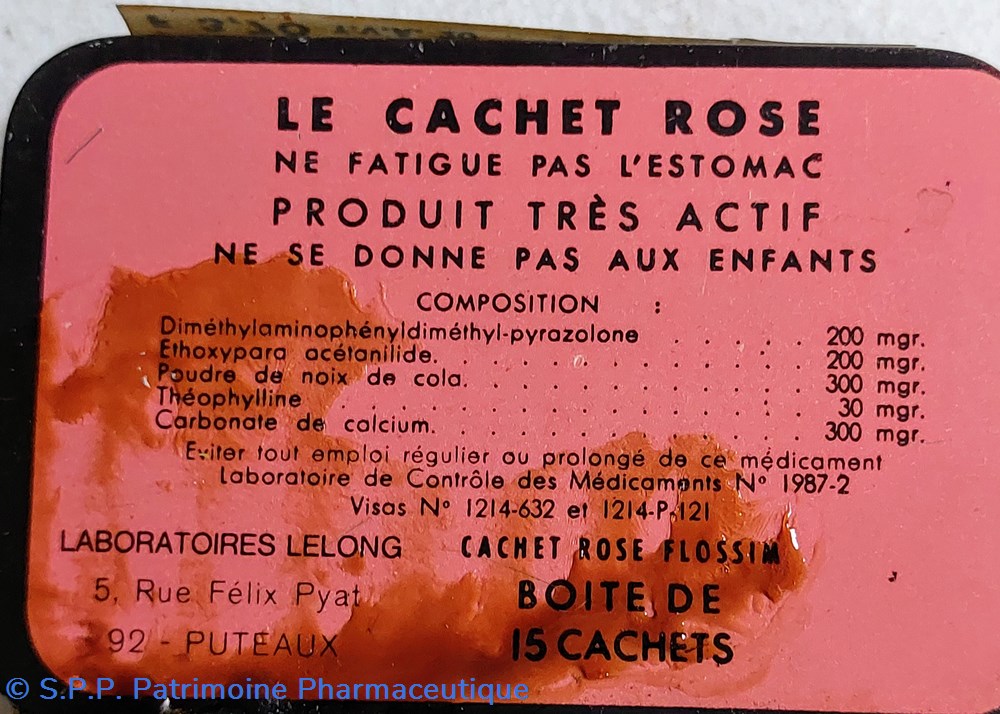 LE CACHET ROSE
NE FATIGUE PAS L'ESTOMAC
PRODUIT TRÈS ACTIF
NE SE DONNE PAS AUX ENFANTS
COMPOSITION :
Diméthylaminophényldiméthyl-pyrazolone . . . . . . 200 mgr.
Ethoxypara acétanilide. . . . . . . . . . . . . . 200 mgr.
Poudre de noix de cola. . . . . . . . . . . . . 300 mgr.
Théophylline . . . . . . . . . . . . . . . . . 30 mgr.
Carbonate de calcium. . . . . . . . . . . . . . 300 mgr.
Eviter tout emploi régulier ou prolongé de ce médicament
Laboratoire de Contrôle des Médicaments N° 1987-2
Visas N° 1214-632 et 1214-P-121
LABORATOIRES LELONG
5, Rue Félix Pyat
92 - PUTEAUX
CACHET ROSE FLOSSIM
BOITE DE
15 CACHETS
© S.P.P. Patrimoine Pharmaceutique